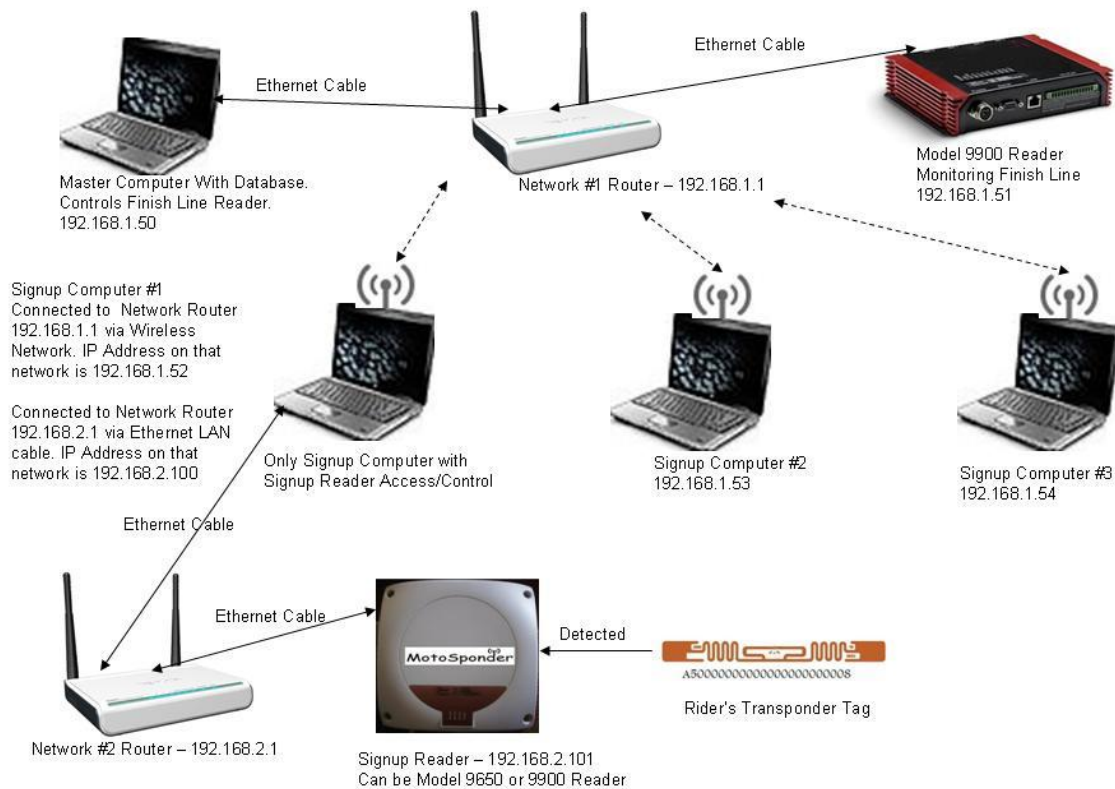 Ethernet Cable
Ethernet Cable
Master Computer With Database.
Controls Finish Line Reader.
192.168.1.50
Network #1 Router – 192.168.1.1
Model 9900 Reader
Monitoring Finish Line
192.168.1.51
Signup Computer #1
Connected to Network Router
192.168.1.1 via Wireless
Network. IP Address on that
network is 192.168.1.52
Connected to Network Router
192.168.2.1 via Ethernet LAN
cable. IP Address on that
network is 192.168.2.100
Only Signup Computer with
Signup Reader Access/Control
Signup Computer #2
192.168.1.53
Signup Computer #3
192.168.1.54
Ethernet Cable
Ethernet Cable
MotoSponder
Detected
Rider's Transponder Tag
Network #2 Router – 192.168.2.1
Signup Reader – 192.168.2.101
Can be Model 9650 or 9900 Reader